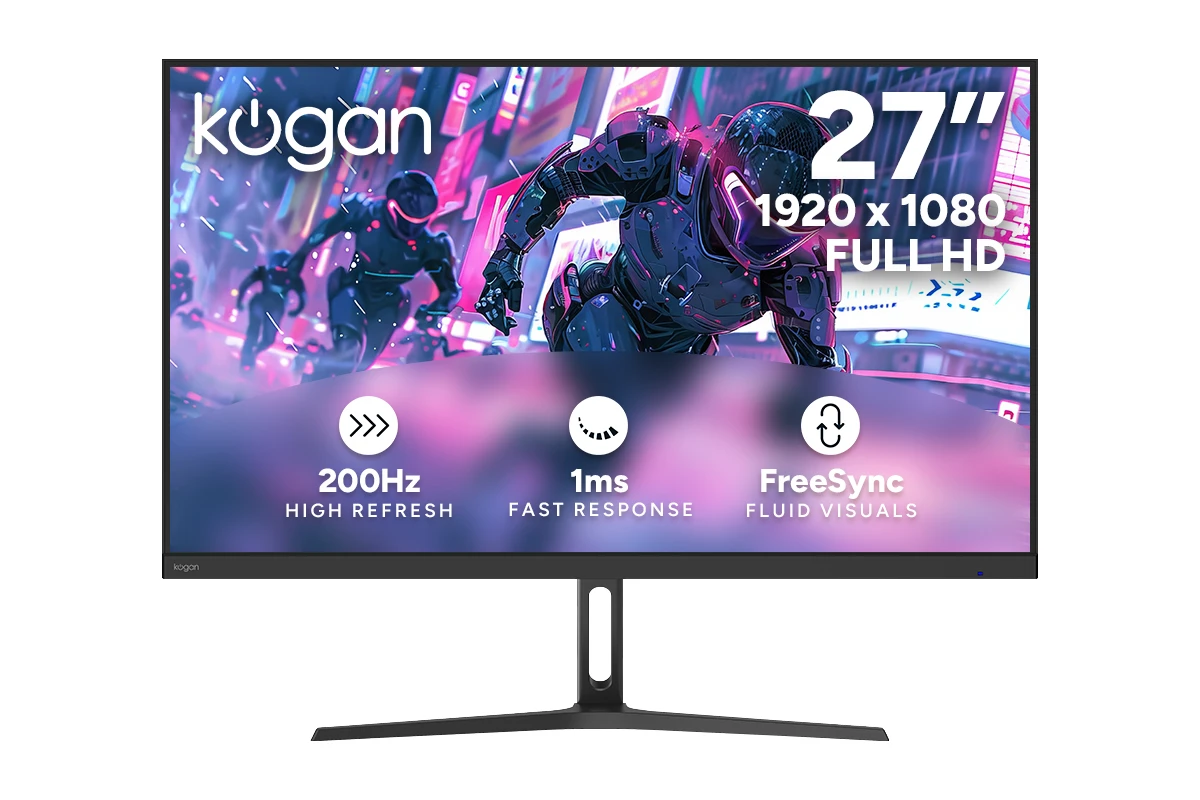 kogan
27”
1920 x 1080
FULL HD
200Hz
HIGH REFRESH
1ms
FAST RESPONSE
FreeSync
FLUID VISUALS
kogan